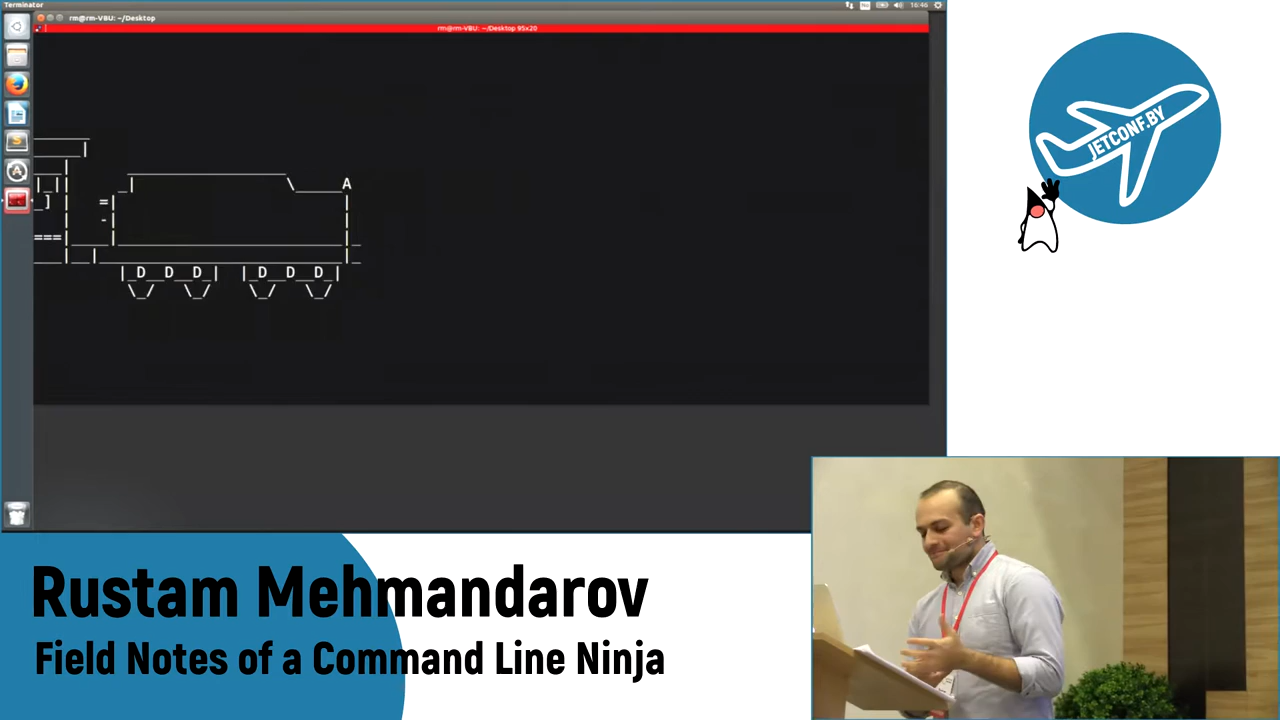 Terminator
16:46
rm@rm-VBU: ~/Desktop
rm@rm-VBU: ~/Desktop 95x20
A
D D D D D D
JETCONF.BY
Rustam Mehmandarov
Field Notes of a Command Line Ninja